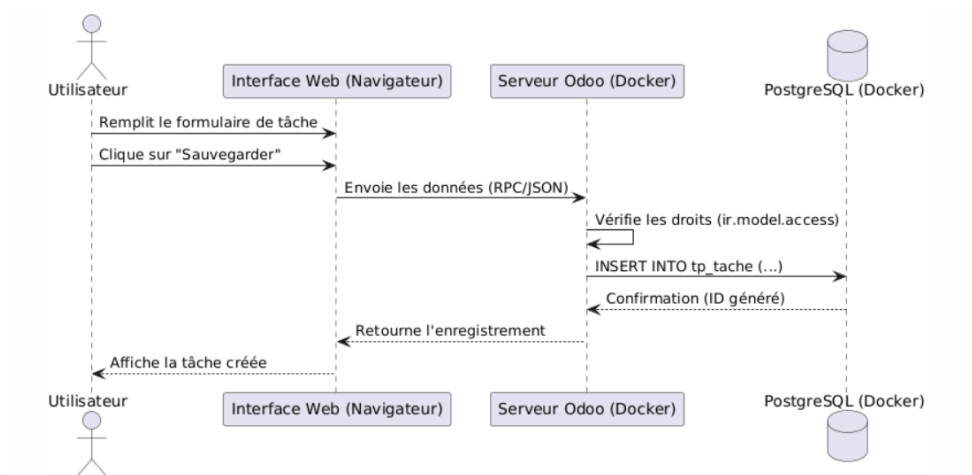 Utilisateur
Interface Web (Navigateur)
Serveur Odoo (Docker)
PostgreSQL (Docker)
Remplit le formulaire de tâche
Clique sur "Sauvegarder"
Envoie les données (RPC/JSON)
Vérifie les droits (ir.model.access)
INSERT INTO tp_tache (...)
Confirmation (ID généré)
Retourne l'enregistrement
Affiche la tâche créée
Utilisateur
Interface Web (Navigateur)
Serveur Odoo (Docker)
PostgreSQL (Docker)